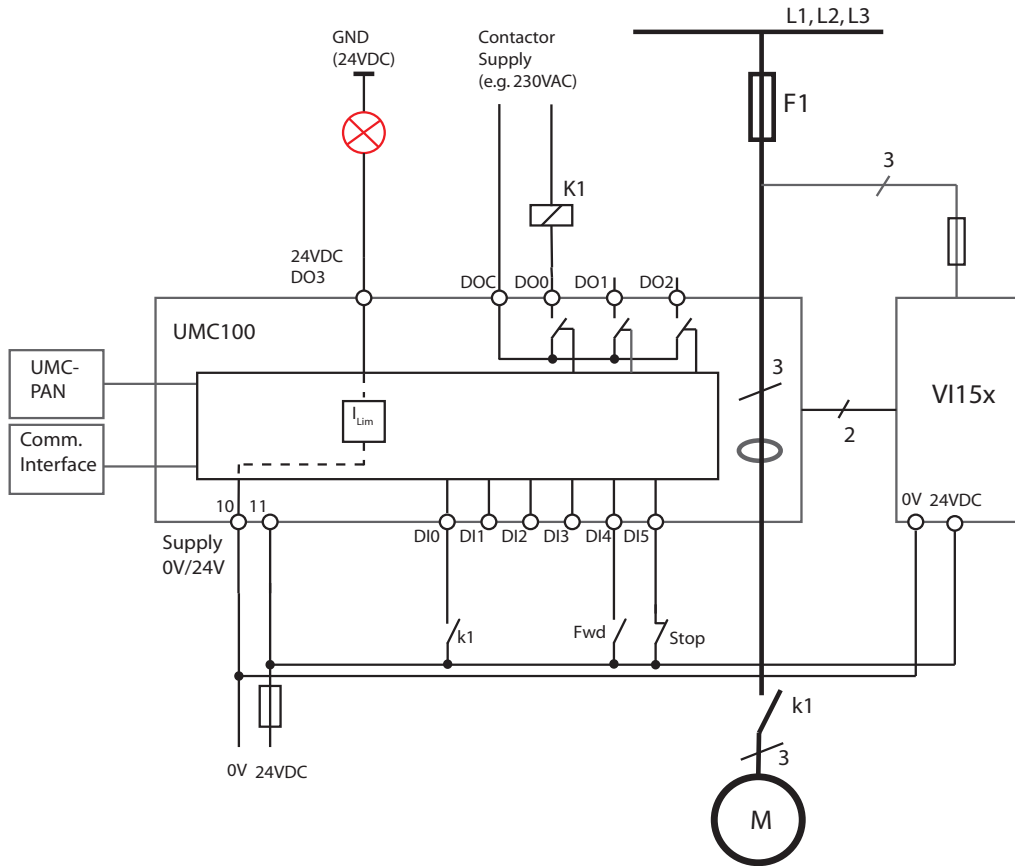 L1, L2, L3
GND
(24VDC)
Contactor
Supply
(e.g. 230VAC)
F1
3
K1
24VDC
DO3
DOC
DO0
DO1
DO2
UMC100
UMC-
PAN
Comm.
Interface
I Lim
3
2
VI15x
10
11
DI0
DI1
DI2
DI3
DI4
DI5
0V
24VDC
Supply
0V/24V
k1
Fwd
Stop
k1
3
0V
24VDC
M